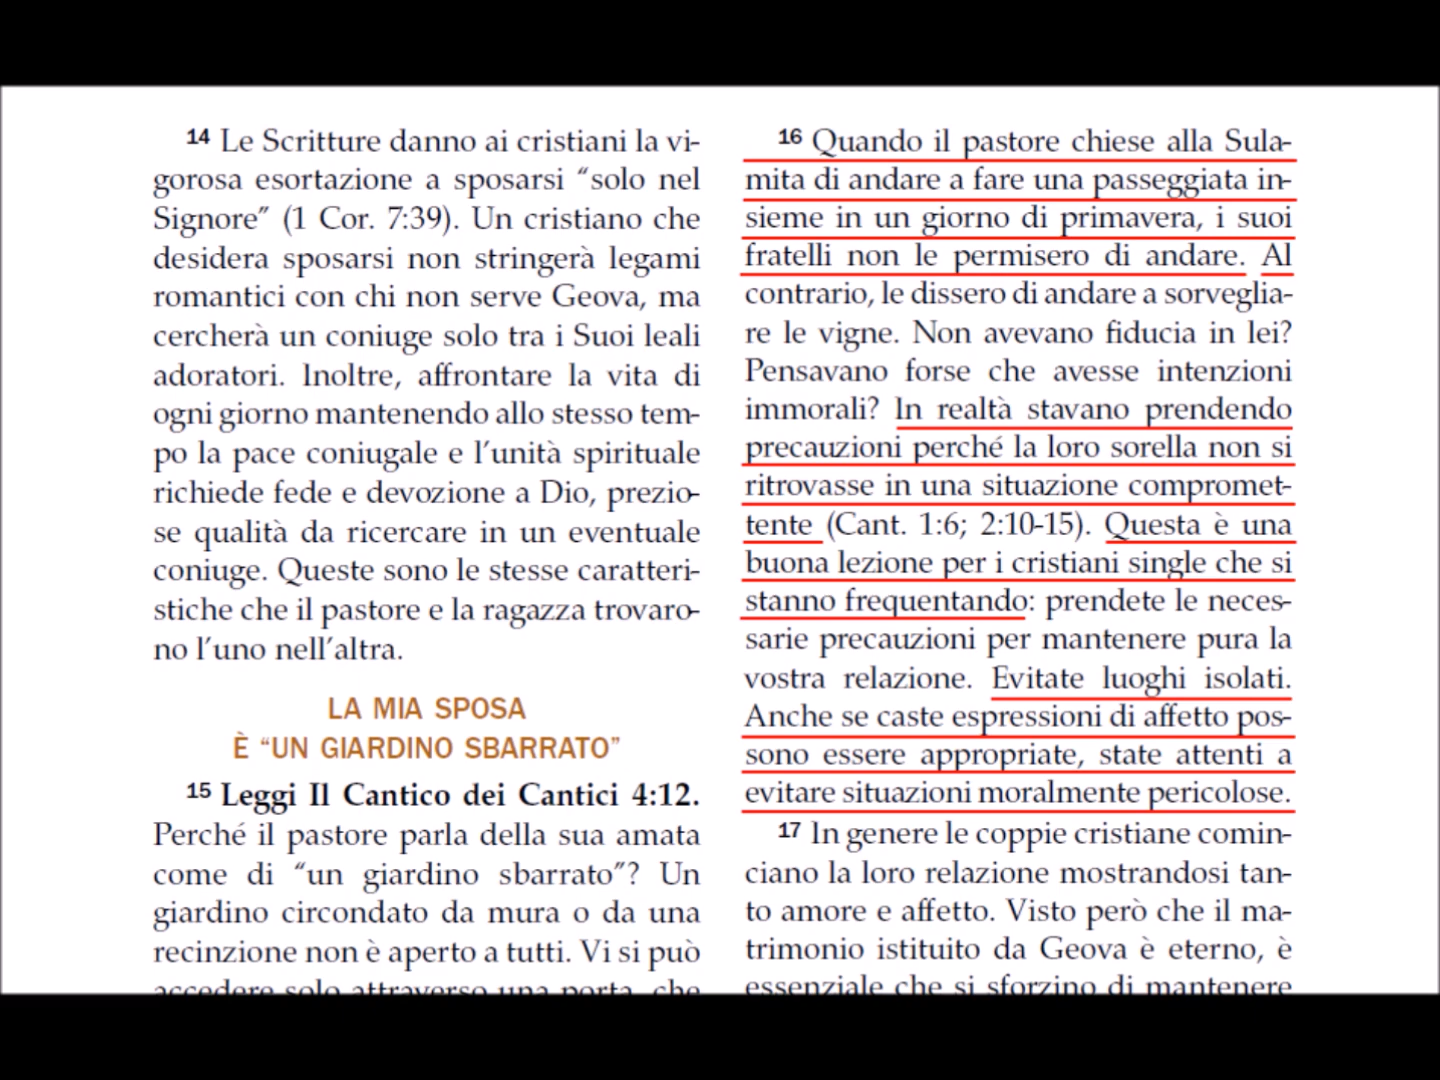 14 Le Scritture danno ai cristiani la vi-
gorosa esortazione a sposarsi “solo nel
Signore” (1 Cor. 7:39). Un cristiano che
desidera sposarsi non stringerà legami
romantici con chi non serve Geova, ma
cercherà un coniuge solo tra i Suoi leali
adoratori. Inoltre, affrontare la vita di
ogni giorno mantenendo allo stesso tem-
po la pace coniugale e l’unità spirituale
richiede fede e devozione a Dio, prezio-
se qualità da ricercare in un eventuale
coniuge. Queste sono le stesse caratteri-
stiche che il pastore e la ragazza trovaro-
no l’uno nell’altra.
LA MIA SPOSA
È “UN GIARDINO SBARRATO”
15 Leggi Il Cantico dei Cantici 4:12.
Perché il pastore parla della sua amata
come di “un giardino sbarrato”? Un
giardino circondato da mura o da una
recinzione non è aperto a tutti. Vi si può
accedere solo attraverso una porta, che
16 Quando il pastore chiese alla Sula-
mita di andare a fare una passeggiata in-
sieme in un giorno di primavera, i suoi
fratelli non le permisero di andare. Al
contrario, le dissero di andare a sorveglia-
re le vigne. Non avevano fiducia in lei?
Pensavano forse che avesse intenzioni
immorali? In realtà stavano prendendo
precauzioni perché la loro sorella non si
ritrovasse in una situazione compromet-
tente (Cant. 1:6; 2:10-15). Questa è una
buona lezione per i cristiani single che si
stanno frequentando: prendete le neces-
sarie precauzioni per mantenere pura la
vostra relazione. Evitate luoghi isolati.
Anche se caste espressioni di affetto pos-
sono essere appropriate, state attenti a
evitare situazioni moralmente pericolose.
17 In genere le coppie cristiane comin-
ciano la loro relazione mostrandosi tan-
to amore e affetto. Visto però che il ma-
trimonio istituito da Geova è eterno, è
essenziale che si sforzino di mantenere